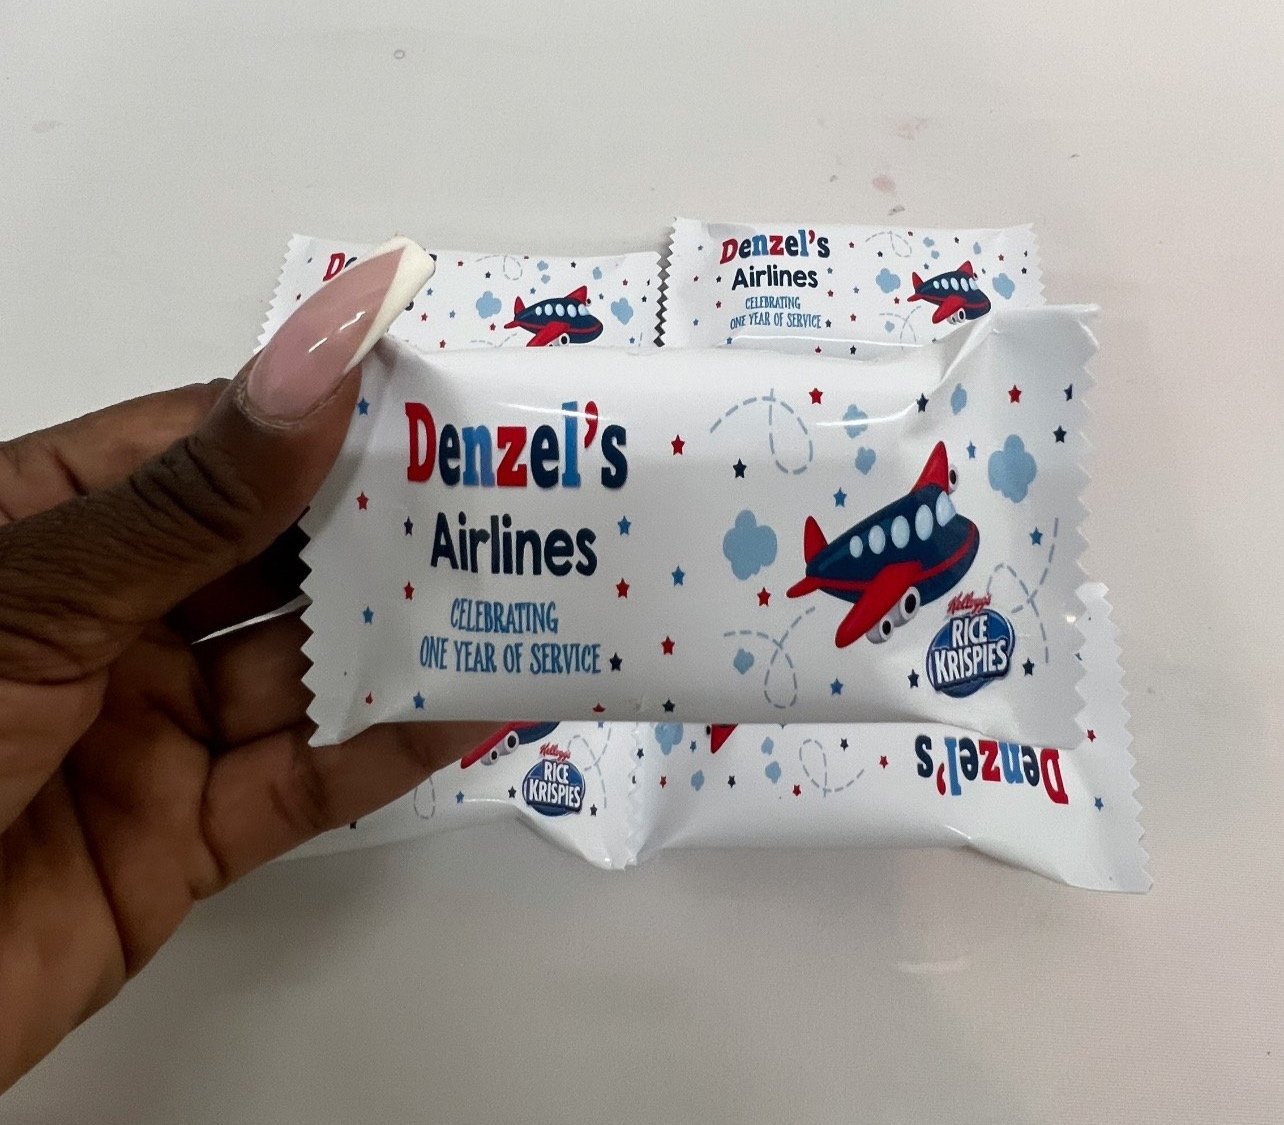 De
Denzel's
Airlines
CELEBRATING
ONE YEAR OF SERVICE
Denzel's
Airlines
CELEBRATING
ONE YEAR OF SERVICE
Kellogg's
RICE
KRISPIES
Kellogg's
RICE
KRISPIES
Denzel's